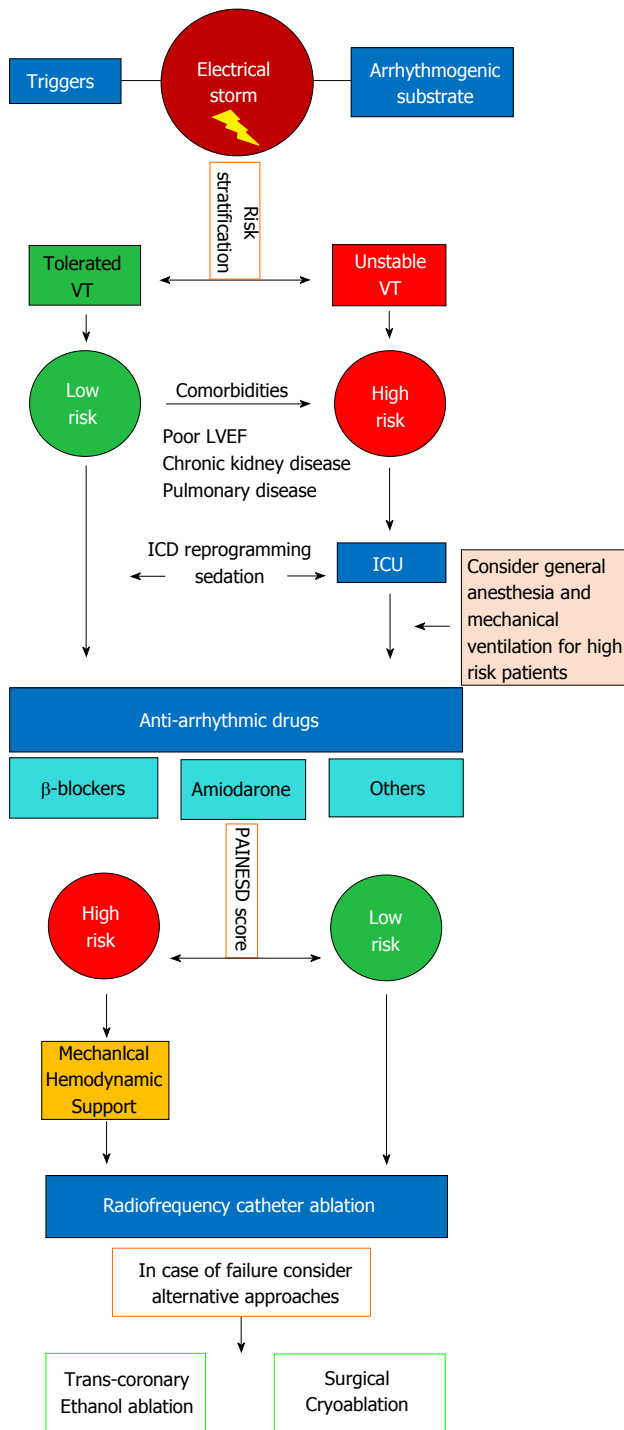 Triggers
Electrical
storm
Arrhythmogenic
substrate
Risk
stratification
Tolerated
VT
Unstable
VT
Low
risk
Comorbidities
High
risk
Poor LVEF
Chronic kidney disease
Pulmonary disease
ICD reprogramming
sedation
ICU
Consider general
anesthesia and
mechanical
ventilation for high
risk patients
Anti-arrhythmic drugs
β-blockers
Amiodarone
Others
PAINESD score
High
risk
Low
risk
Mechanlcal
Hemodynamic
Support
Radiofrequency catheter ablation
In case of failure consider
alternative approaches
Trans-coronary
Ethanol ablation
Surgical
Cryoablation